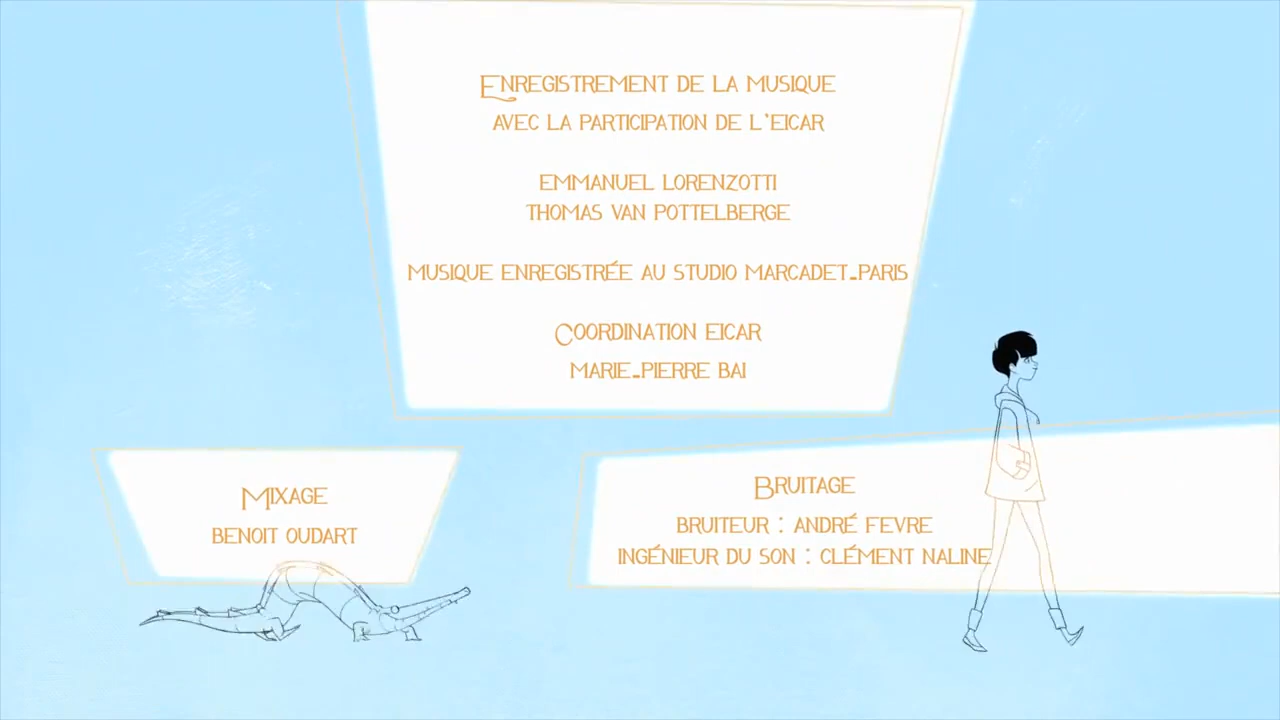 Enregistrement de la musique
avec la participation de l'eicar
emmanuel lorenzotti
thomas van pottelberge
musique enregistrée au studio marcadet-paris
Coordination eicar
marie-pierre bai
Mixage
benoit oudart
Bruitage
bruiteur : andré fevre
ingénieur du son : clément naline